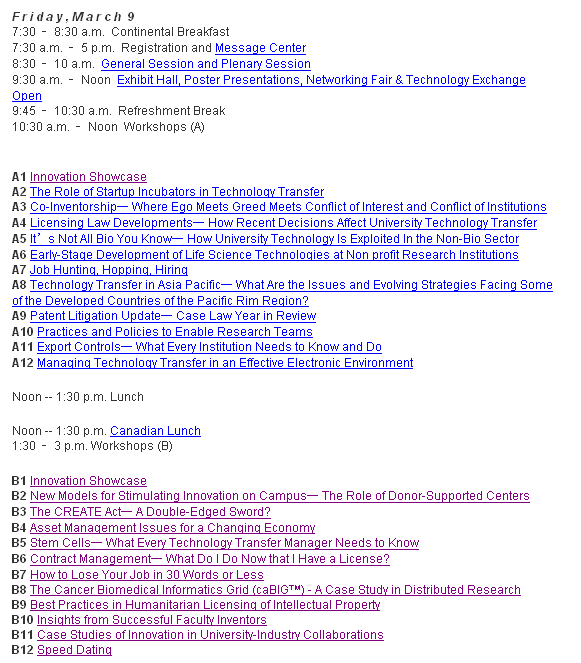 Friday, March 9
7:30 - 8:30 a.m. Continental Breakfast
7:30 a.m. - 5 p.m. Registration and Message Center
8:30 - 10 a.m. General Session and Plenary Session
9:30 a.m. - Noon Exhibit Hall, Poster Presentations, Networking Fair & Technology Exchange
Open
9:45 - 10:30 a.m. Refreshment Break
10:30 a.m. - Noon Workshops (A)
A1 Innovation Showcase
A2 The Role of Startup Incubators in Technology Transfer
A3 Co-Inventorship— Where Ego Meets Greed Meets Conflict of Interest and Conflict of Institutions
A4 Licensing Law Developments— How Recent Decisions Affect University Technology Transfer
A5 It’s Not All Bio You Know— How University Technology Is Exploited In the Non-Bio Sector
A6 Early-Stage Development of Life Science Technologies at Non profit Research Institutions
A7 Job Hunting, Hopping, Hiring
A8 Technology Transfer in Asia Pacific— What Are the Issues and Evolving Strategies Facing Some
of the Developed Countries of the Pacific Rim Region?
A9 Patent Litigation Update— Case Law Year in Review
A10 Practices and Policies to Enable Research Teams
A11 Export Controls— What Every Institution Needs to Know and Do
A12 Managing Technology Transfer in an Effective Electronic Environment
Noon -- 1:30 p.m. Lunch
Noon -- 1:30 p.m. Canadian Lunch
1:30 - 3 p.m. Workshops (B)
B1 Innovation Showcase
B2 New Models for Stimulating Innovation on Campus— The Role of Donor-Supported Centers
B3 The CREATE Act— A Double-Edged Sword?
B4 Asset Management Issues for a Changing Economy
B5 Stem Cells— What Every Technology Transfer Manager Needs to Know
B6 Contract Management— What Do I Do Now that I Have a License?
B7 How to Lose Your Job in 30 Words or Less
B8 The Cancer Biomedical Informatics Grid (caBIG™) - A Case Study in Distributed Research
B9 Best Practices in Humanitarian Licensing of Intellectual Property
B10 Insights from Successful Faculty Inventors
B11 Case Studies of Innovation in University-Industry Collaborations
B12 Speed Dating